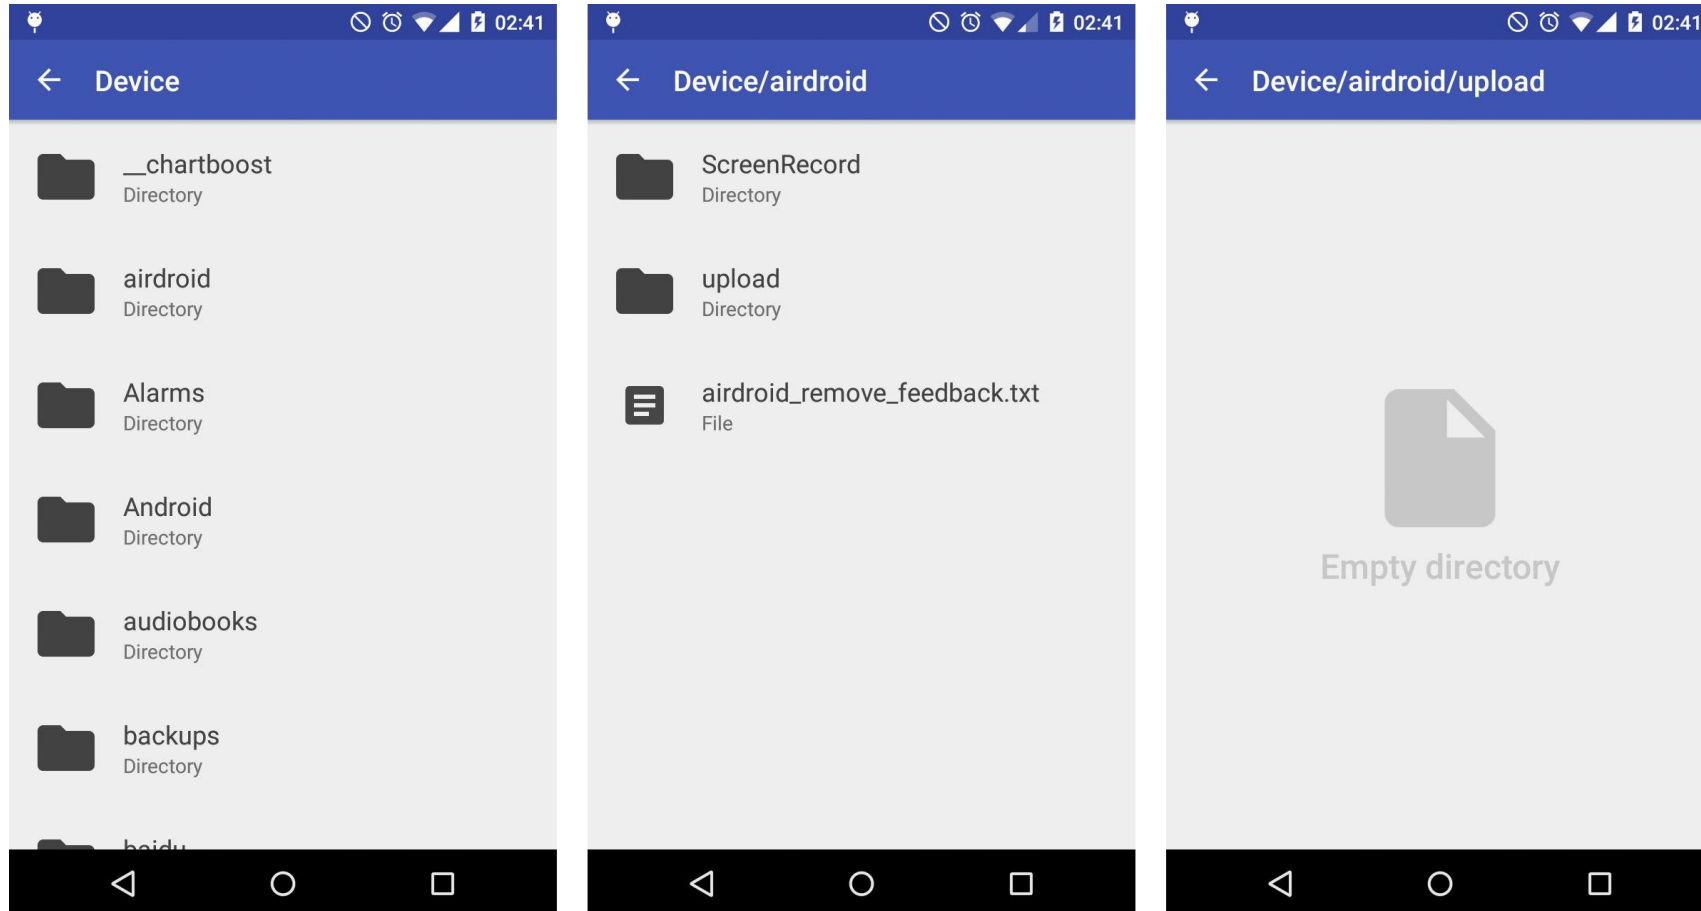 02:41
Device
__chartboost
Directory
airdroid
Directory
Alarms
Directory
Android
Directory
audiobooks
Directory
backups
Directory
baidu
02:41
Device/airdroid
ScreenRecord
Directory
upload
Directory
airdroid_remove_feedback.txt
File
02:41
Device/airdroid/upload
Empty directory